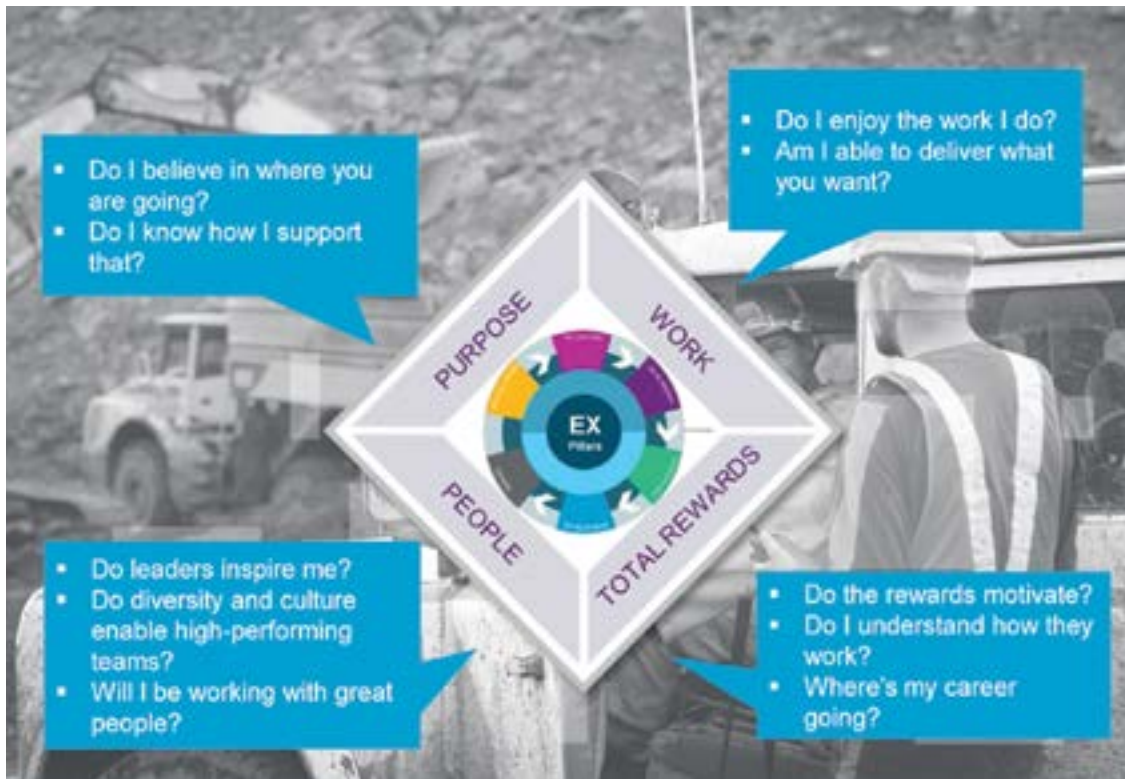 ▪ Do I believe in where you
are going?
▪ Do I know how I support
that?
▪ Do I enjoy the work I do?
▪ Am I able to deliver what
you want?
PURPOSE
WORK
EX
Pillars
PEOPLE
TOTAL REWARDS
▪ Do leaders inspire me?
▪ Do diversity and culture
enable high-performing
teams?
▪ Will I be working with great
people?
▪ Do the rewards motivate?
▪ Do I understand how they
work?
▪ Where's my career
going?